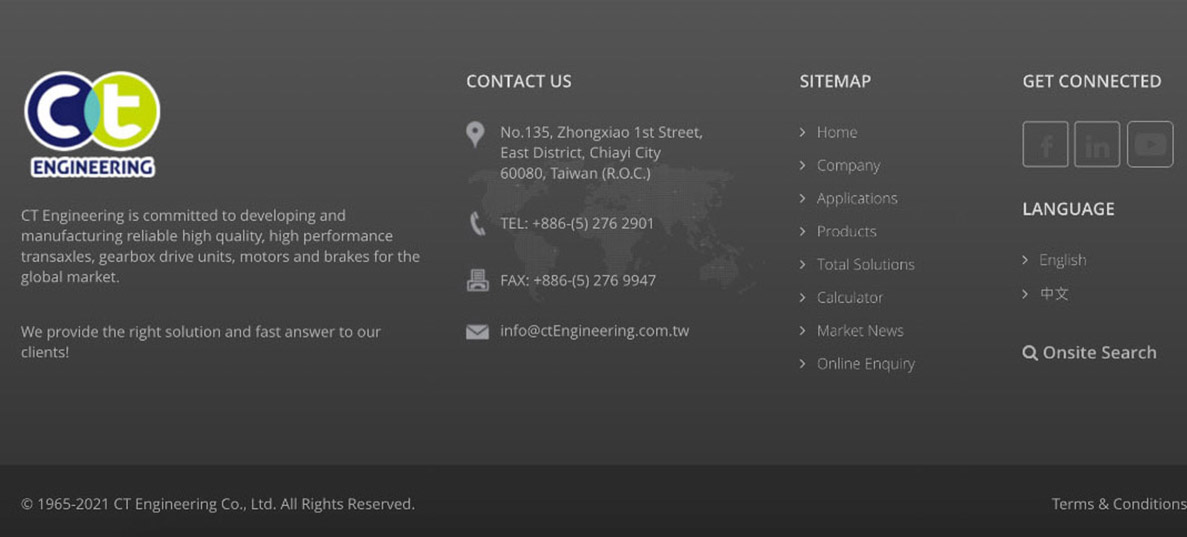 ct
ENGINEERING
CT Engineering is committed to developing and
manufacturing reliable high quality, high performance
transaxles, gearbox drive units, motors and brakes for the
global market.
We provide the right solution and fast answer to our
clients!
CONTACT US
No.135, Zhongxiao 1st Street,
East District, Chiayi City
60080, Taiwan (R.O.C.)
TEL: +886-(5) 276 2901
FAX: +886-(5) 276 9947
info@ctEngineering.com.tw
SITEMAP
Home
Company
Applications
Products
Total Solutions
Calculator
Market News
Online Enquiry
GET CONNECTED
f
in
LANGUAGE
English
中文
Onsite Search
© 1965-2021 CT Engineering Co., Ltd. All Rights Reserved.
Terms & Conditions